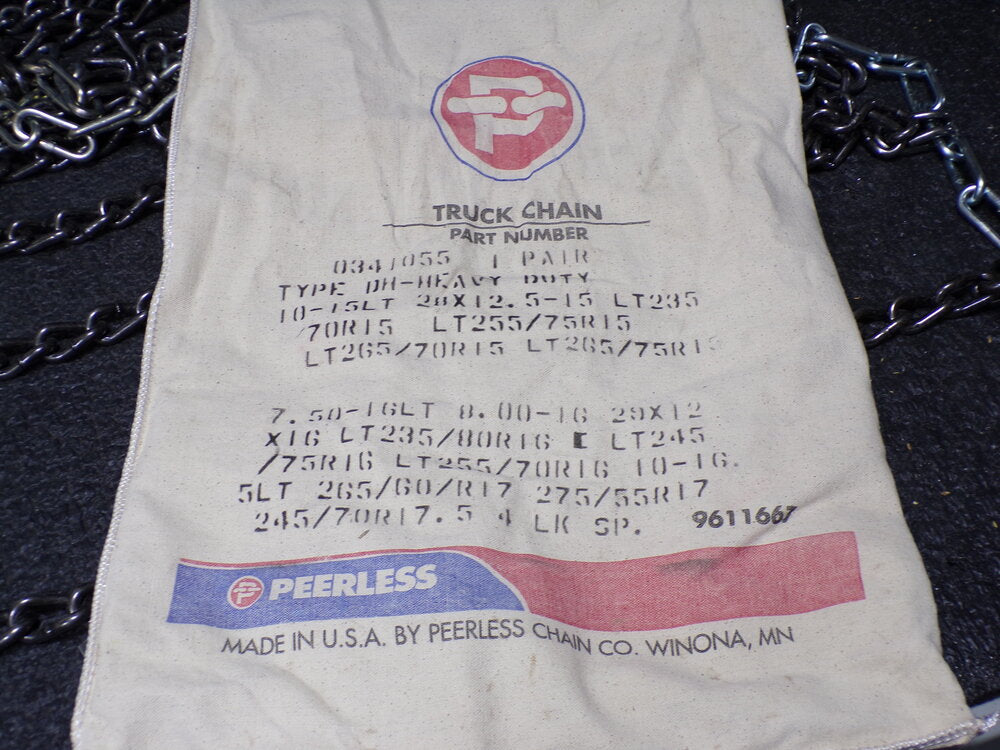 P
TRUCK CHAIN
PART NUMBER
0341055 1 PAIR
TYPE DH-HEAVY DUTY
10-15LT 28X12.5-15 LT235
70R15 LT255/75R15
LT265/70R15 LT265/75R15
7.50-16LT 8.00-16 29X12
X16 LT235/80R16 E LT245
/75R16 LT255/70R16 10-16.
5LT 265/60/R17 275/55R17
245/70R17.5 4 LK SP. 9611667
PEERLESS
MADE IN U.S.A. BY PEERLESS CHAIN CO. WINONA, MN